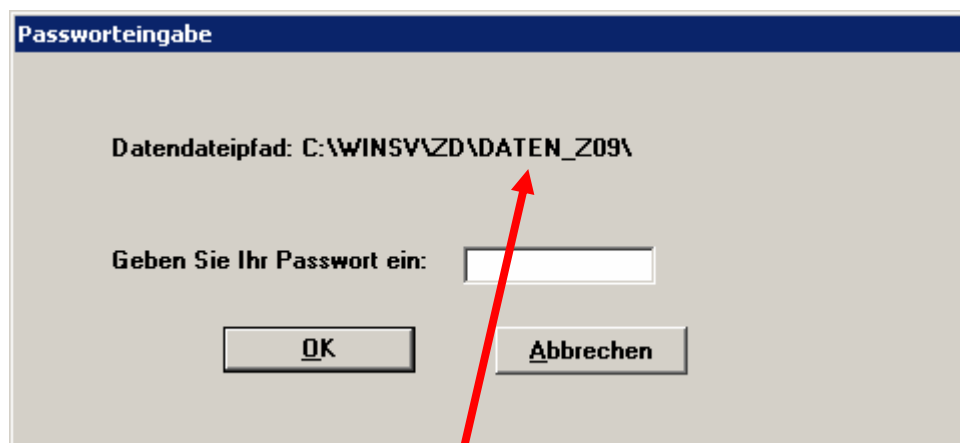 Passworteingabe
Datendateipfad: C:\WINSV\ZD\DATEN_Z09\
Geben Sie Ihr Passwort ein:
OK Abbrechen